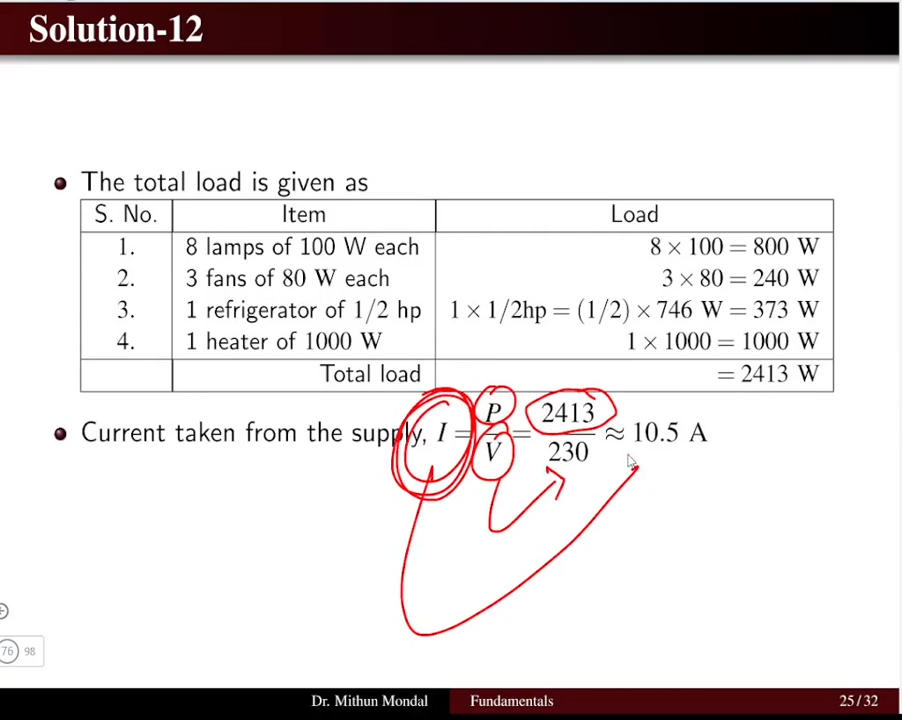 Solution-12
The total load is given as
S. No. Item Load
1. 8 lamps of 100 W each 8 × 100 = 800 W
2. 3 fans of 80 W each 3 × 80 = 240 W
3. 1 refrigerator of 1/2 hp 1 × 1/2hp = (1/2) × 746 W = 373 W
4. 1 heater of 1000 W 1 × 1000 = 1000 W
Total load = 2413 W
Current taken from the supply, I = P/V = 2413/230 ≈ 10.5 A
76 98
Dr. Mithun Mondal Fundamentals 25/32